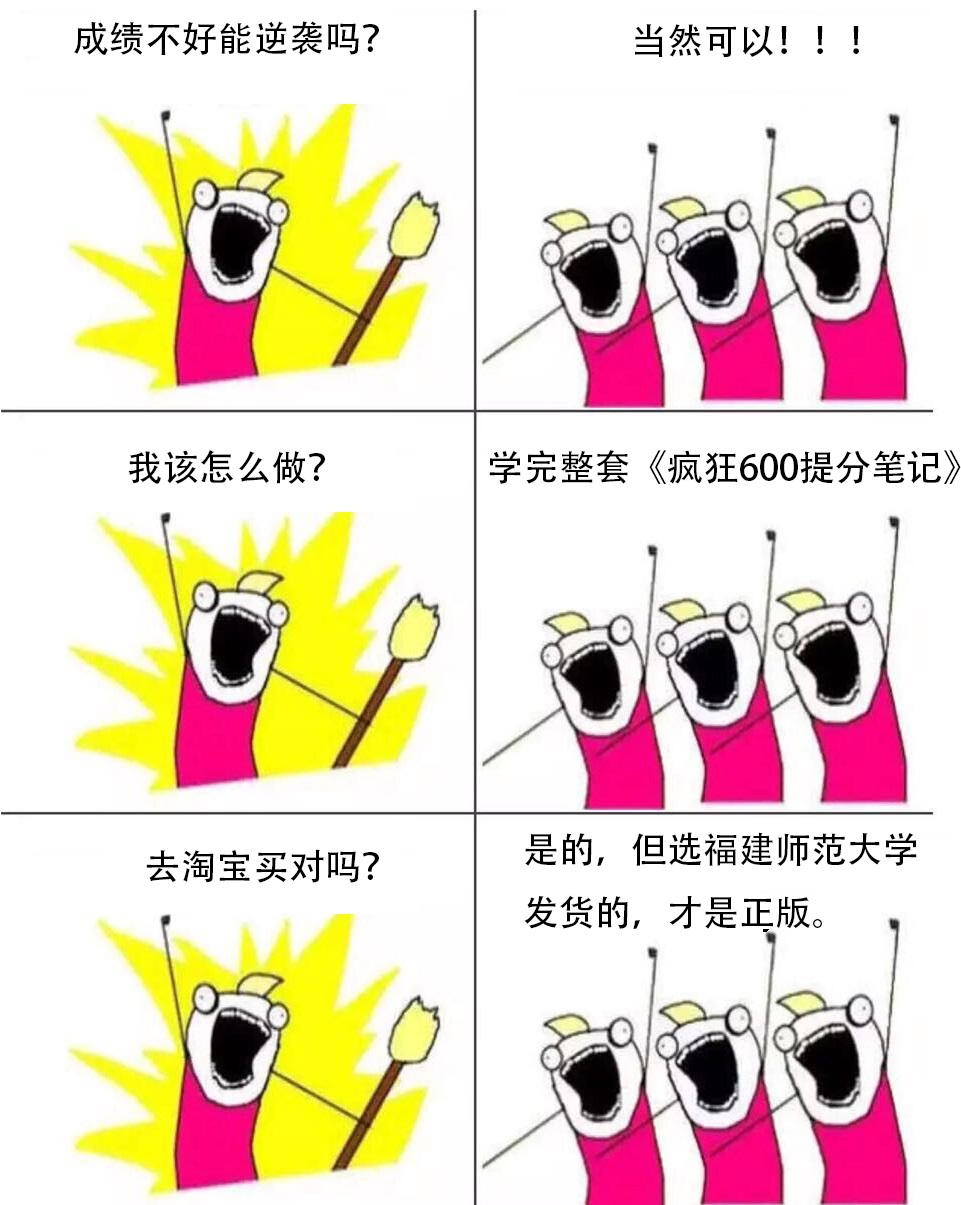 成绩不好能逆袭吗？
当然可以！！！
我该怎么做？
学完整套《疯狂600提分笔记》
去淘宝买对吗？
是的，但选福建师范大学
发货的，才是正版。